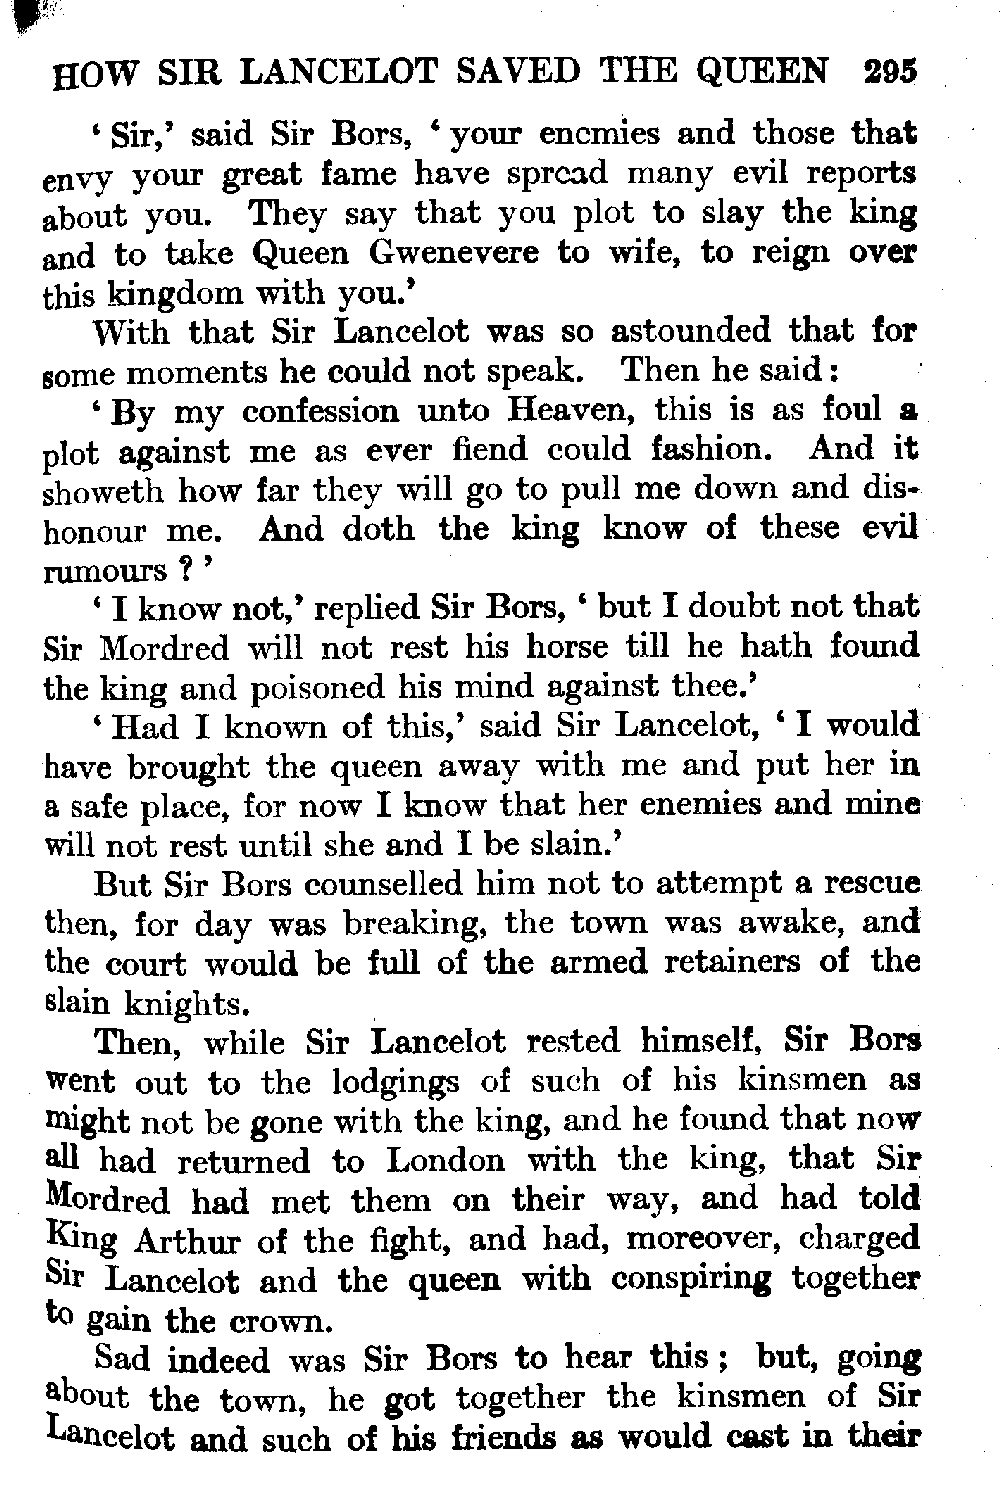 HOW SIR LANCELOT SAVED THE QUEEN 295
‘ Sir,’ said Sir Bors, ‘ your enemies and those that
envy your great fame have spread many evil reports
about you. They say that you plot to slay the king
and to take Queen Gwenevere to wife, to reign over
this kingdom with you.’
With that Sir Lancelot was so astounded that for
some moments he could not speak. Then he said :
‘ By my confession unto Heaven, this is as foul a
plot against me as ever fiend could fashion. And it
showeth how far they will go to pull me down and dis-
honour me. And doth the king know of these evil
rumours ? ’
‘ I know not,’ replied Sir Bors, ‘ but I doubt not that
Sir Mordred will not rest his horse till he hath found
the king and poisoned his mind against thee.’
‘ Had I known of this,’ said Sir Lancelot, ‘ I would
have brought the queen away with me and put her in
a safe place, for now I know that her enemies and mine
will not rest until she and I be slain.’
But Sir Bors counselled him not to attempt a rescue
then, for day was breaking, the town was awake, and
the court would be full of the armed retainers of the
slain knights.
Then, while Sir Lancelot rested himself, Sir Bors
went out to the lodgings of such of his kinsmen as
might not be gone with the king, and he found that now
all had returned to London with the king, that Sir
Mordred had met them on their way, and had told
King Arthur of the fight, and had, moreover, charged
Sir Lancelot and the queen with conspiring together
to gain the crown.
Sad indeed was Sir Bors to hear this ; but, going
about the town, he got together the kinsmen of Sir
Lancelot and such of his friends as would cast in their